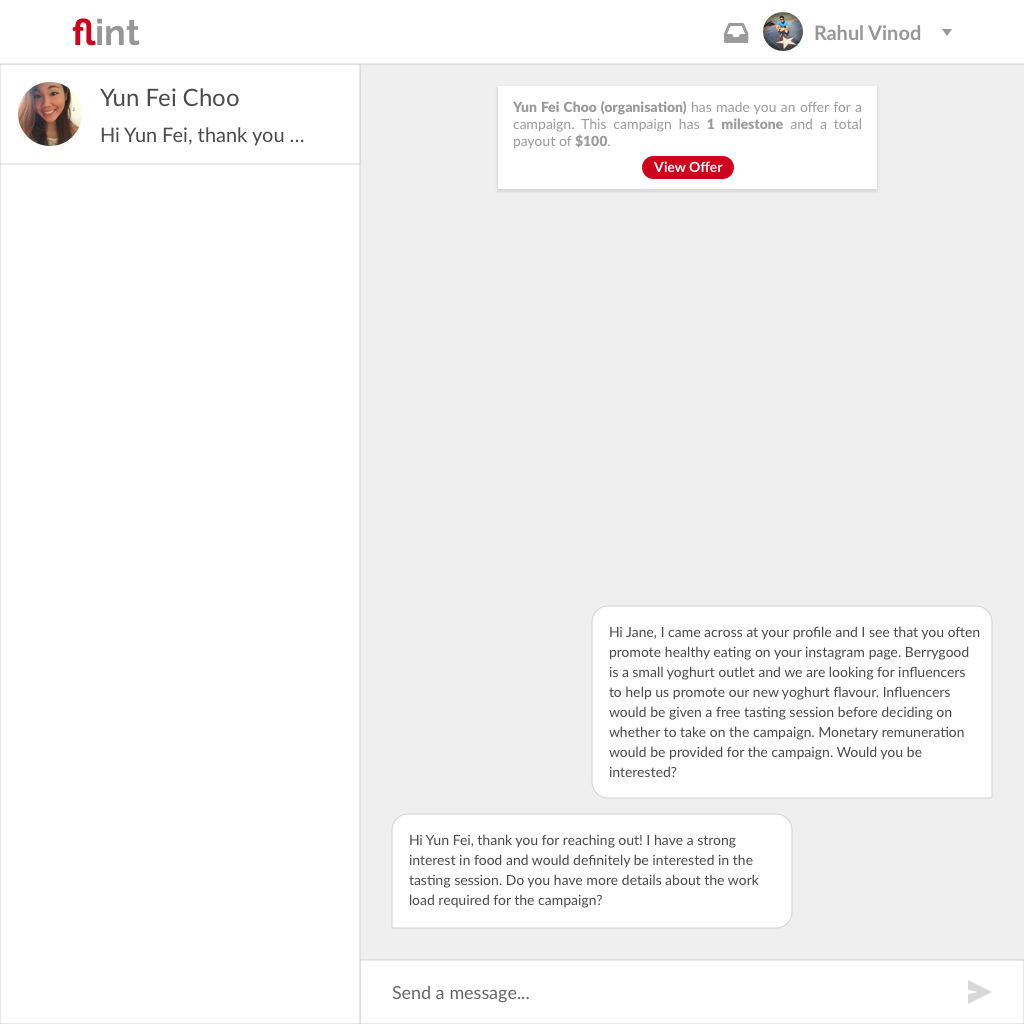 flint
Rahul Vinod
Yun Fei Choo
Hi Yun Fei, thank you ...
Yun Fei Choo (organisation) has made you an offer for a
campaign. This campaign has 1 milestone and a total
payout of $100.
View Offer
Hi Jane, I came across at your profile and I see that you often
promote healthy eating on your instagram page. Berrygood
is a small yoghurt outlet and we are looking for influencers
to help us promote our new yoghurt flavour. Influencers
would be given a free tasting session before deciding on
whether to take on the campaign. Monetary remuneration
would be provided for the campaign. Would you be
interested?
Hi Yun Fei, thank you for reaching out! I have a strong
interest in food and would definitely be interested in the
tasting session. Do you have more details about the work
load required for the campaign?
Send a message...